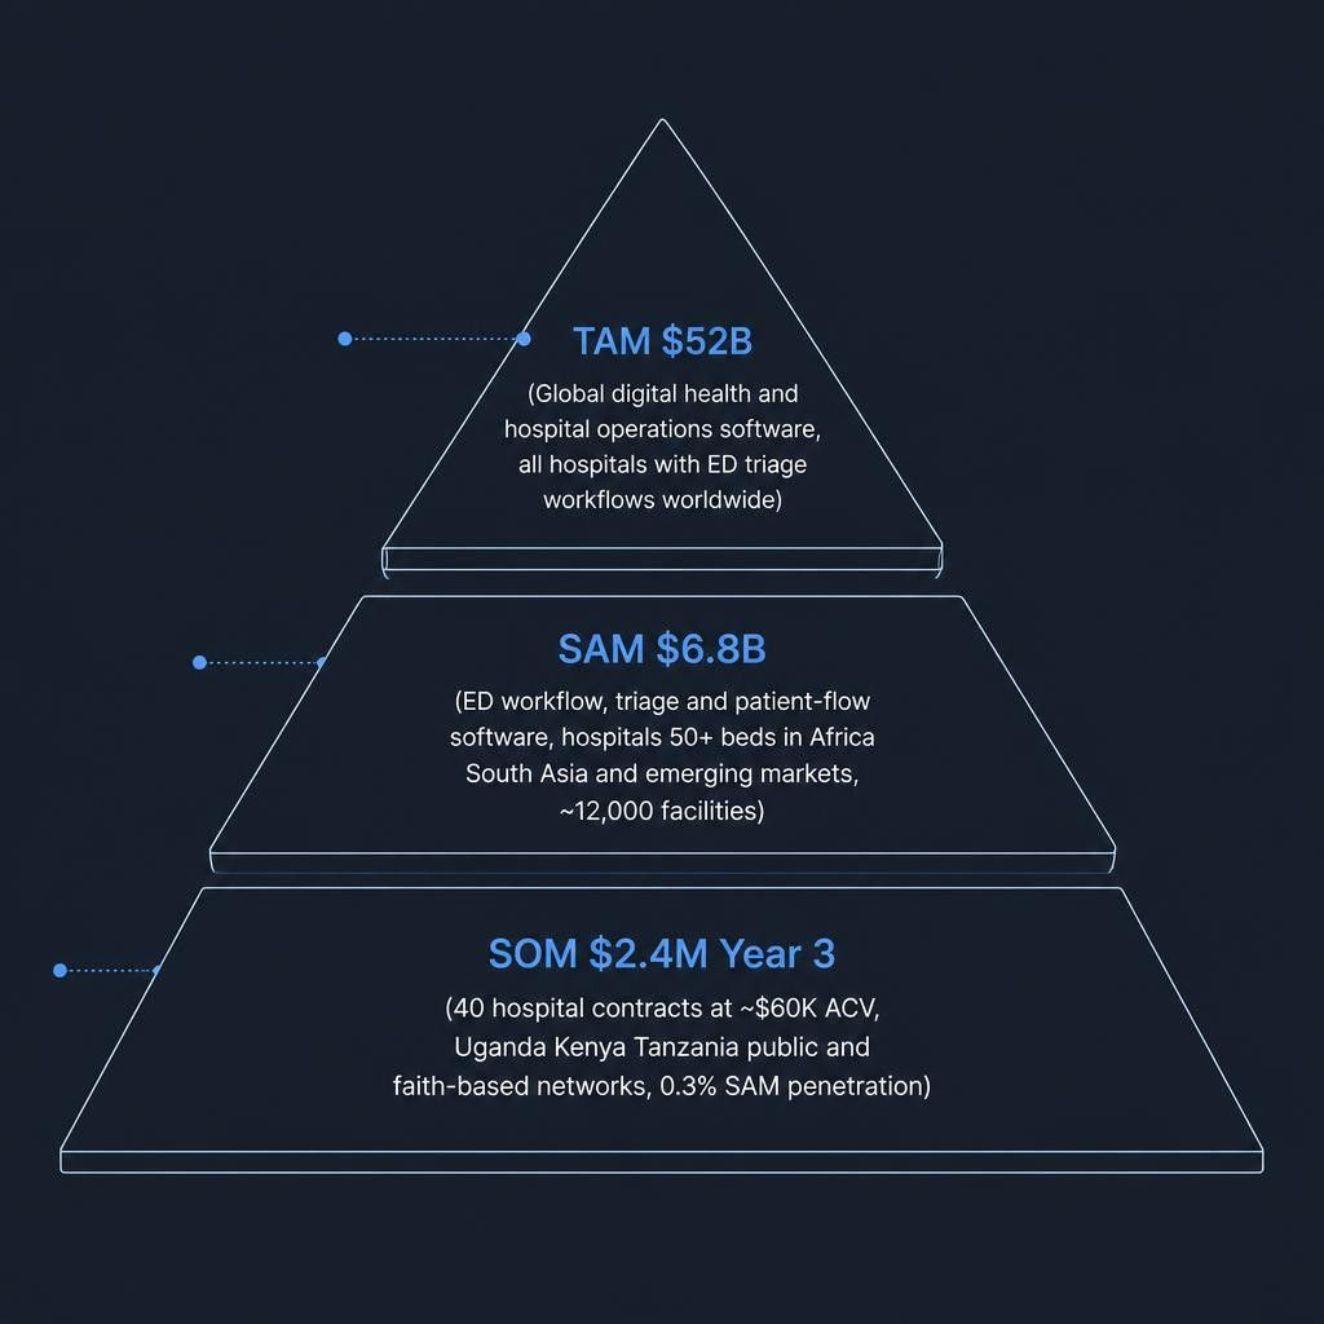 TAM $52B
(Global digital health and
hospital operations software,
all hospitals with ED triage
workflows worldwide)
SAM $6.8B
(ED workflow, triage and patient-flow
software, hospitals 50+ beds in Africa
South Asia and emerging markets,
~12,000 facilities)
SOM $2.4M Year 3
(40 hospital contracts at ~$60K ACV,
Uganda Kenya Tanzania public and
faith-based networks, 0.3% SAM penetration)